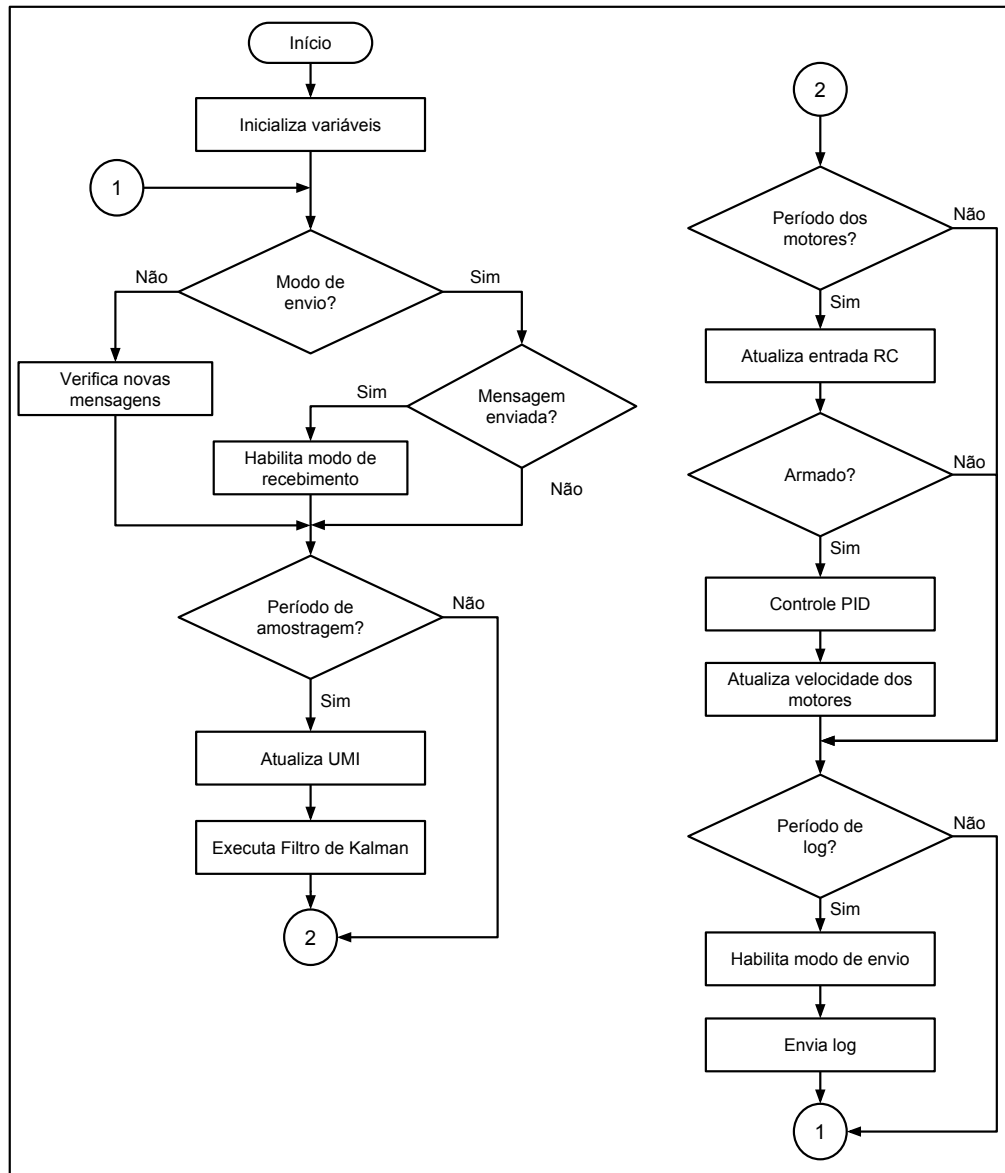 Início
Inicializa variáveis
1
Modo de
envio?
Não
Sim
Verifica novas
mensagens
Mensagem
enviada?
Sim
Habilita modo de
recebimento
Não
Período de
amostragem?
Não
Sim
Atualiza UMI
Executa Filtro de Kalman
2
2
Período dos
motores?
Não
Sim
Atualiza entrada RC
Armado?
Não
Sim
Controle PID
Atualiza velocidade dos
motores
Período de
log?
Não
Sim
Habilita modo de envio
Envia log
1